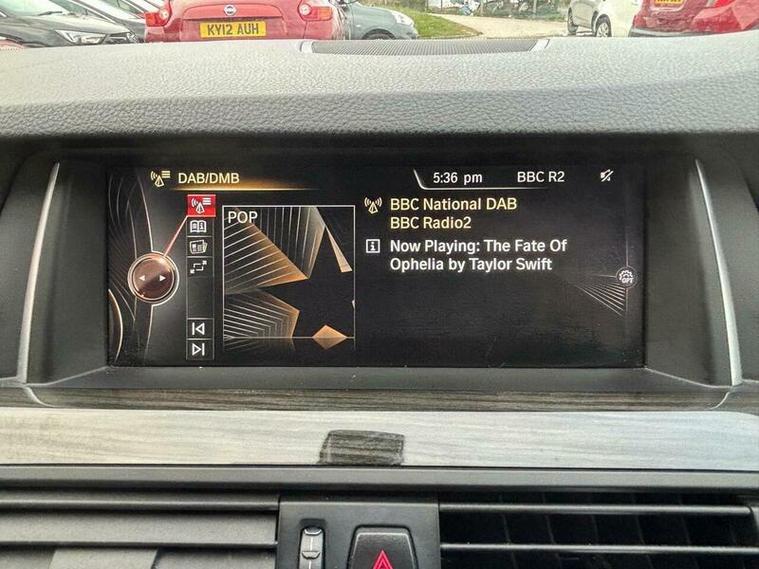 KY12 AUH
DAB/DMB
5:36 pm
BBC R2
POP
BBC National DAB
BBC Radio2
Now Playing: The Fate Of
Ophelia by Taylor Swift
OFF